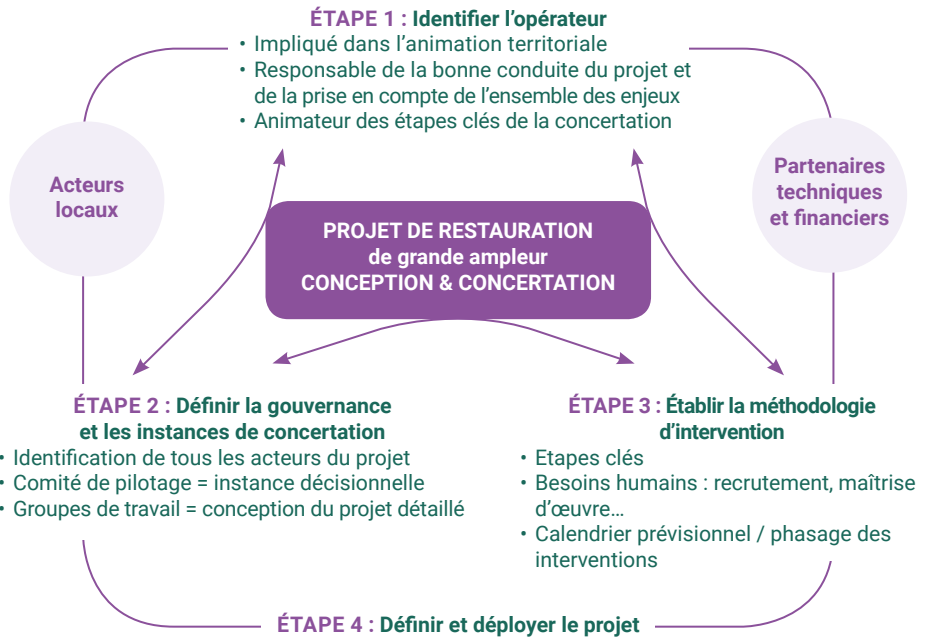 ÉTAPE 1 : Identifier l’opérateur
• Impliqué dans l’animation territoriale
• Responsable de la bonne conduite du projet et
de la prise en compte de l’ensemble des enjeux
• Animateur des étapes clés de la concertation
Acteurs
locaux
Partenaires
techniques
et financiers
PROJET DE RESTAURATION
de grande ampleur
CONCEPTION & CONCERTATION
ÉTAPE 2 : Définir la gouvernance
et les instances de concertation
• Identification de tous les acteurs du projet
• Comité de pilotage = instance décisionnelle
• Groupes de travail = conception du projet détaillé
ÉTAPE 3 : Établir la méthodologie
d’intervention
• Etapes clés
• Besoins humains : recrutement, maîtrise
d’œuvre…
• Calendrier prévisionnel / phasage des
interventions
ÉTAPE 4 : Définir et déployer le projet